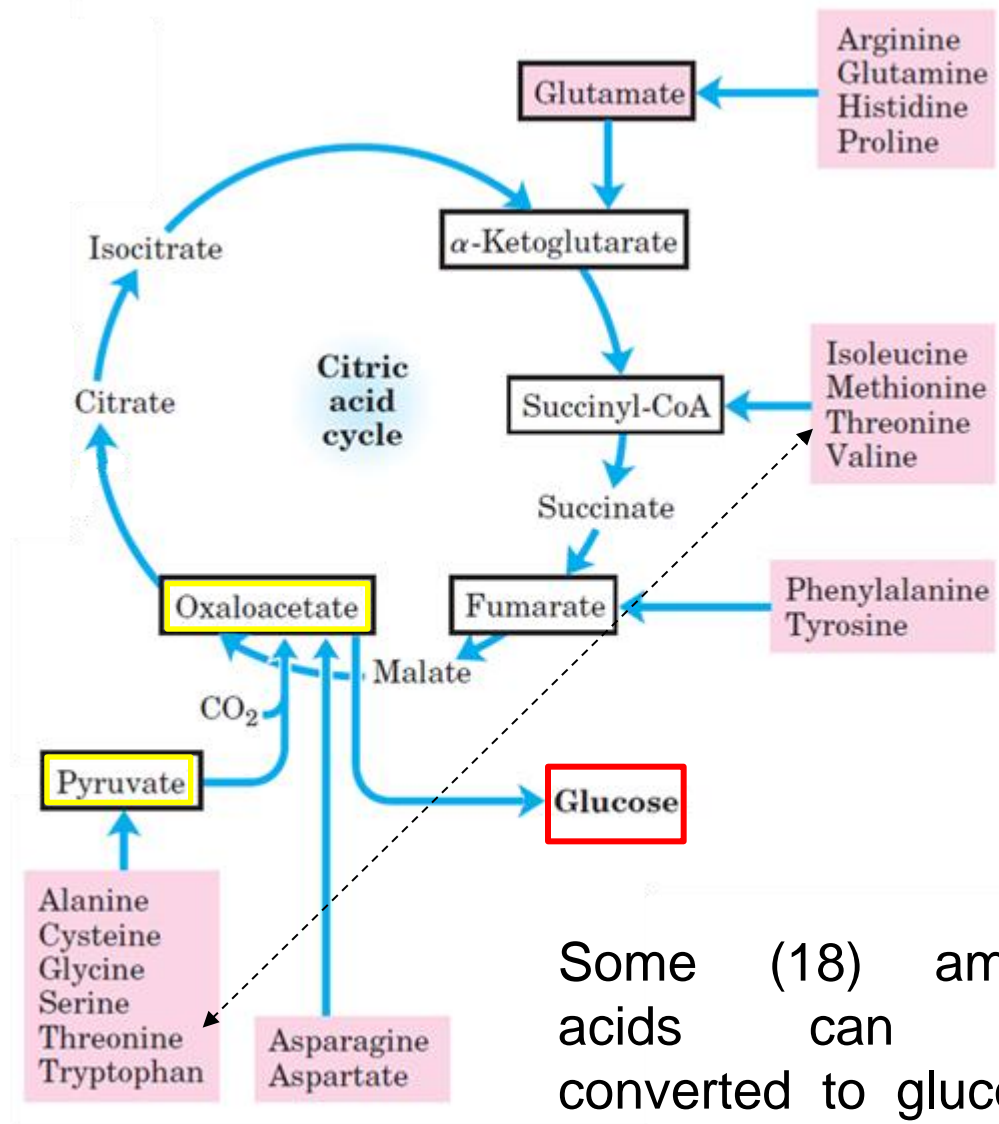 Arginine
Glutamine
Histidine
Proline
Glutamate
α-Ketoglutarate
Isocitrate
Citric
acid
cycle
Citrate
Isoleucine
Methionine
Threonine
Valine
Succinyl-CoA
Succinate
Phenylalanine
Tyrosine
Oxaloacetate
Fumarate
Malate
CO₂
Pyruvate
Glucose
Alanine
Cysteine
Glycine
Serine
Threonine
Tryptophan
Asparagine
Aspartate
Some (18)
acids can
converted to